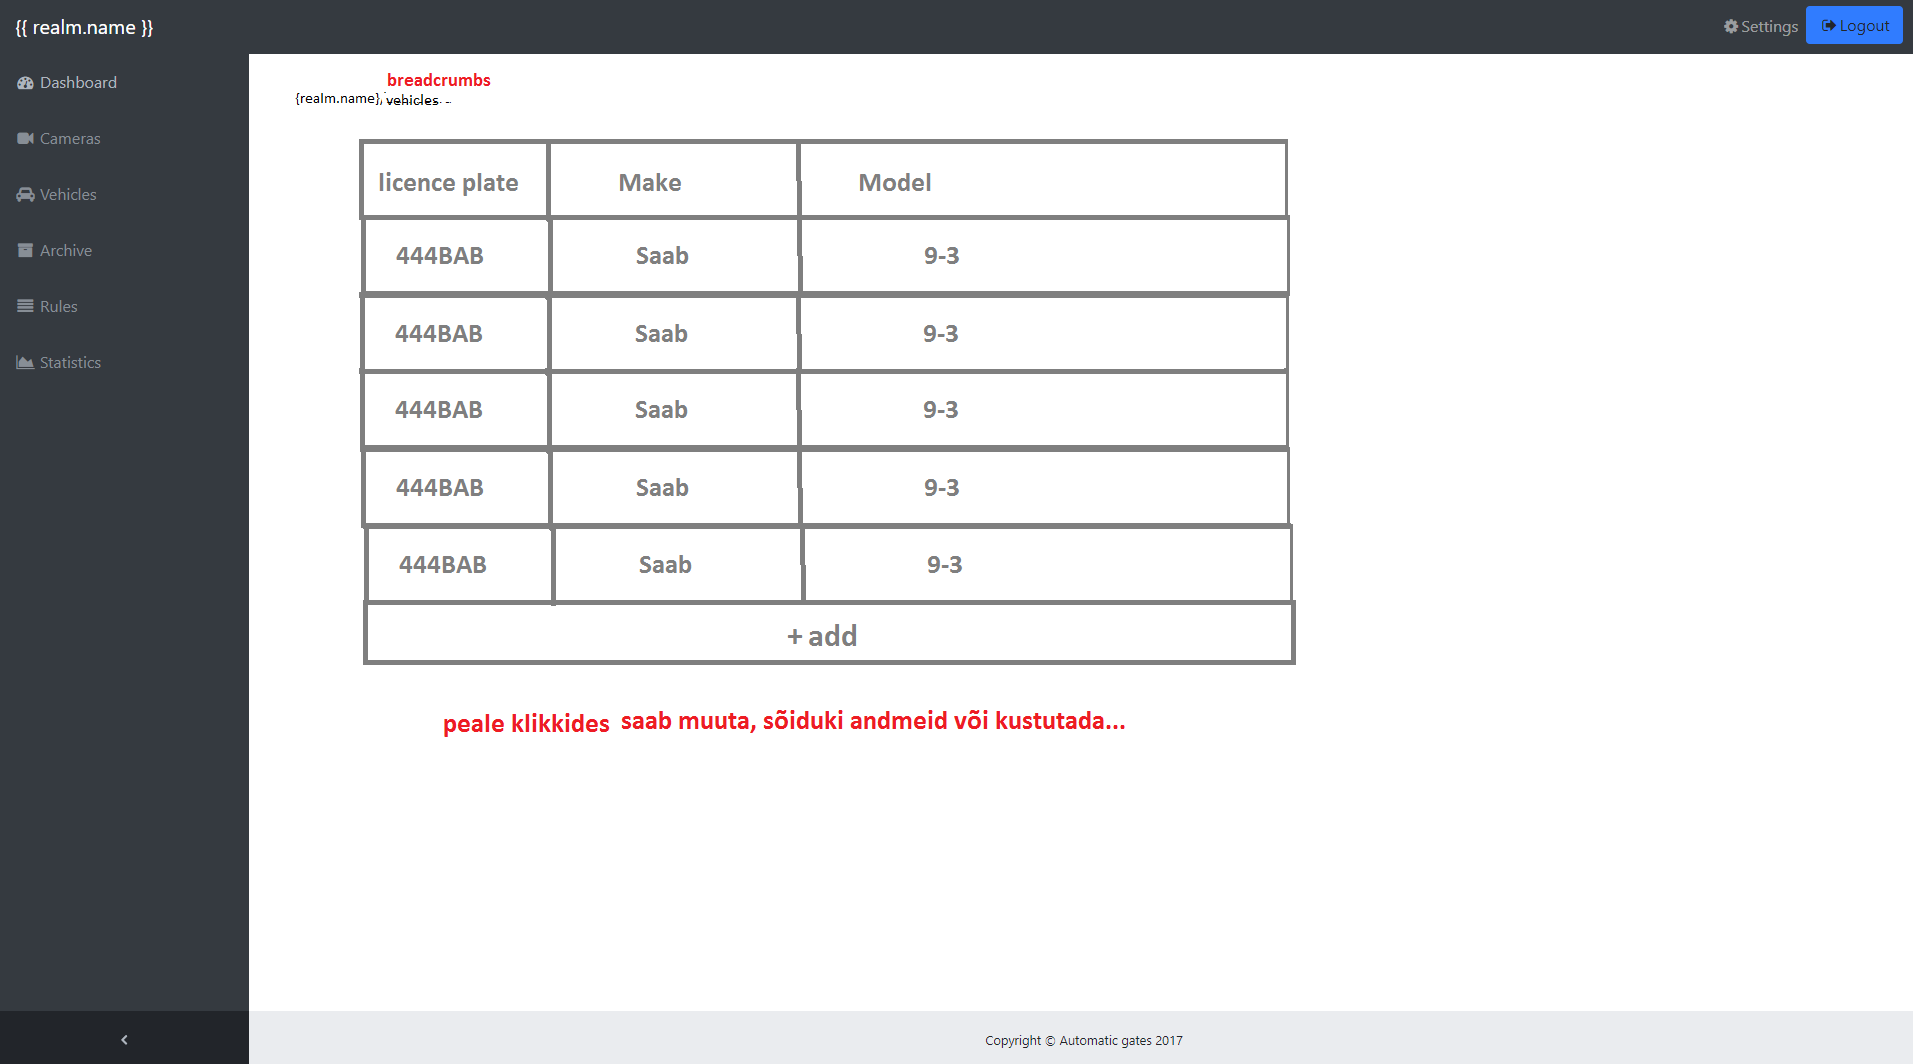 {{ realm.name }}
Settings
Logout
Dashboard
Cameras
Vehicles
Archive
Rules
Statistics
breadcrumbs
{realm.name}/ vehicles
licence plate Make Model
444BAB Saab 9-3
444BAB Saab 9-3
444BAB Saab 9-3
444BAB Saab 9-3
444BAB Saab 9-3
+ add
peale klikkides saab muuta, sõiduki andmeid või kustutada...
Copyright © Automatic gates 2017